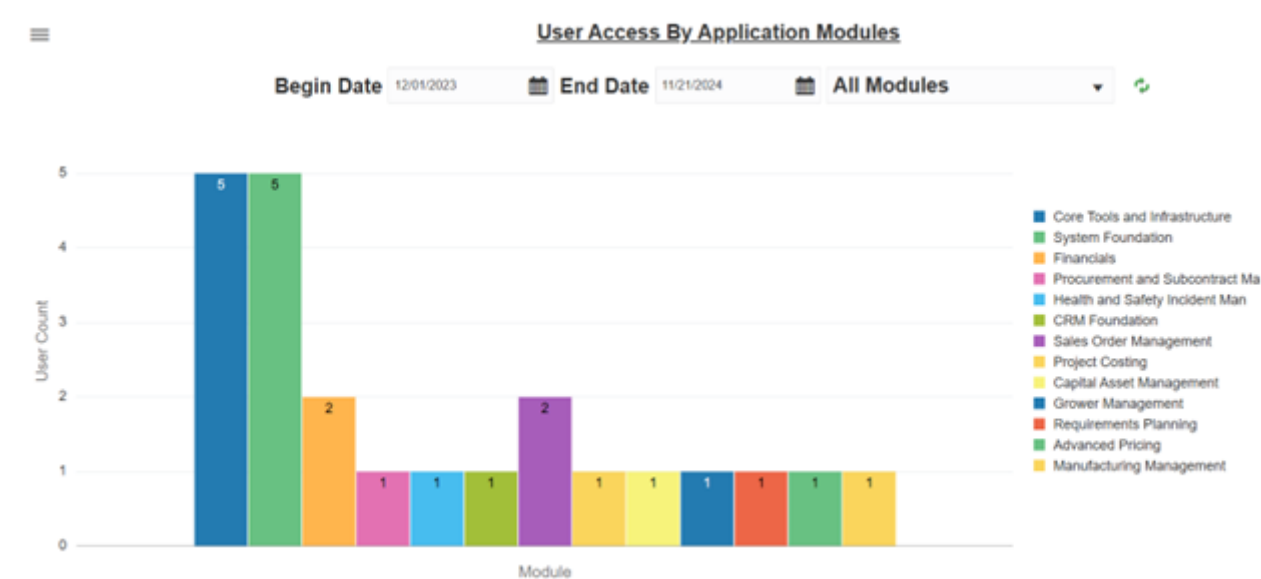 User Access By Application Modules
Begin Date 12/01/2023 End Date 11/21/2024 All Modules
5
4
3
2
1
0
User Count
5 5 2 1 1 1 2 1 1 1 1 1 1
Module
Core Tools and Infrastructure
System Foundation
Financials
Procurement and Subcontract Ma
Health and Safety Incident Man
CRM Foundation
Sales Order Management
Project Costing
Capital Asset Management
Grower Management
Requirements Planning
Advanced Pricing
Manufacturing Management